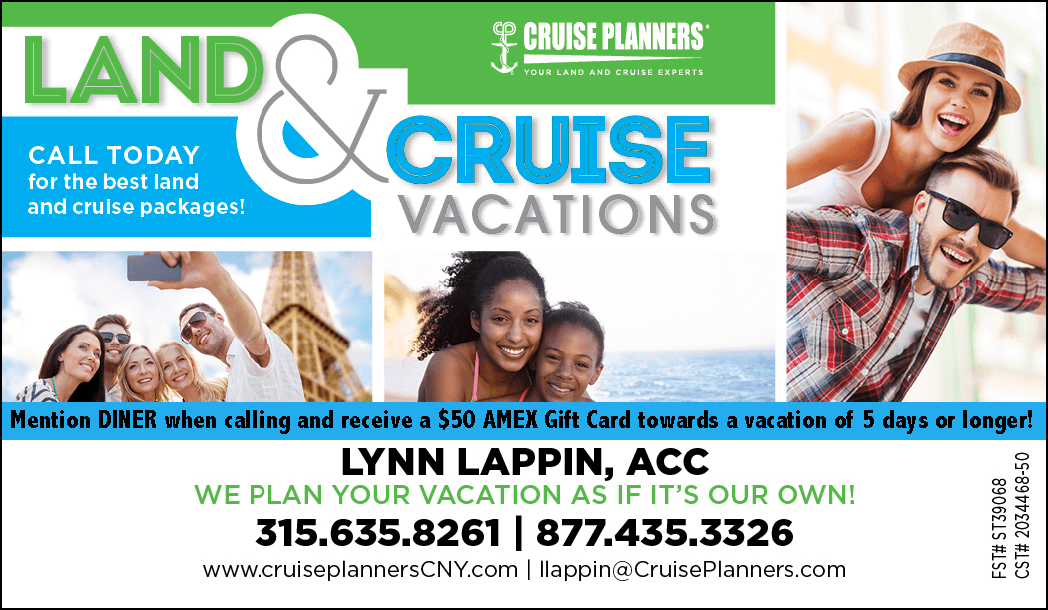 LAND
&
CRUISE
VACATIONS
CRUISE PLANNERS®
YOUR LAND AND CRUISE EXPERTS
CALL TODAY
for the best land
and cruise packages!
Mention DINER when calling and receive a $50 AMEX Gift Card towards a vacation of 5 days or longer!
LYNN LAPPIN, ACC
WE PLAN YOUR VACATION AS IF IT'S OUR OWN!
315.635.8261 | 877.435.3326
www.cruiseplannersCNY.com | llappin@CruisePlanners.com
FST# ST39068
CST# 2034468-50